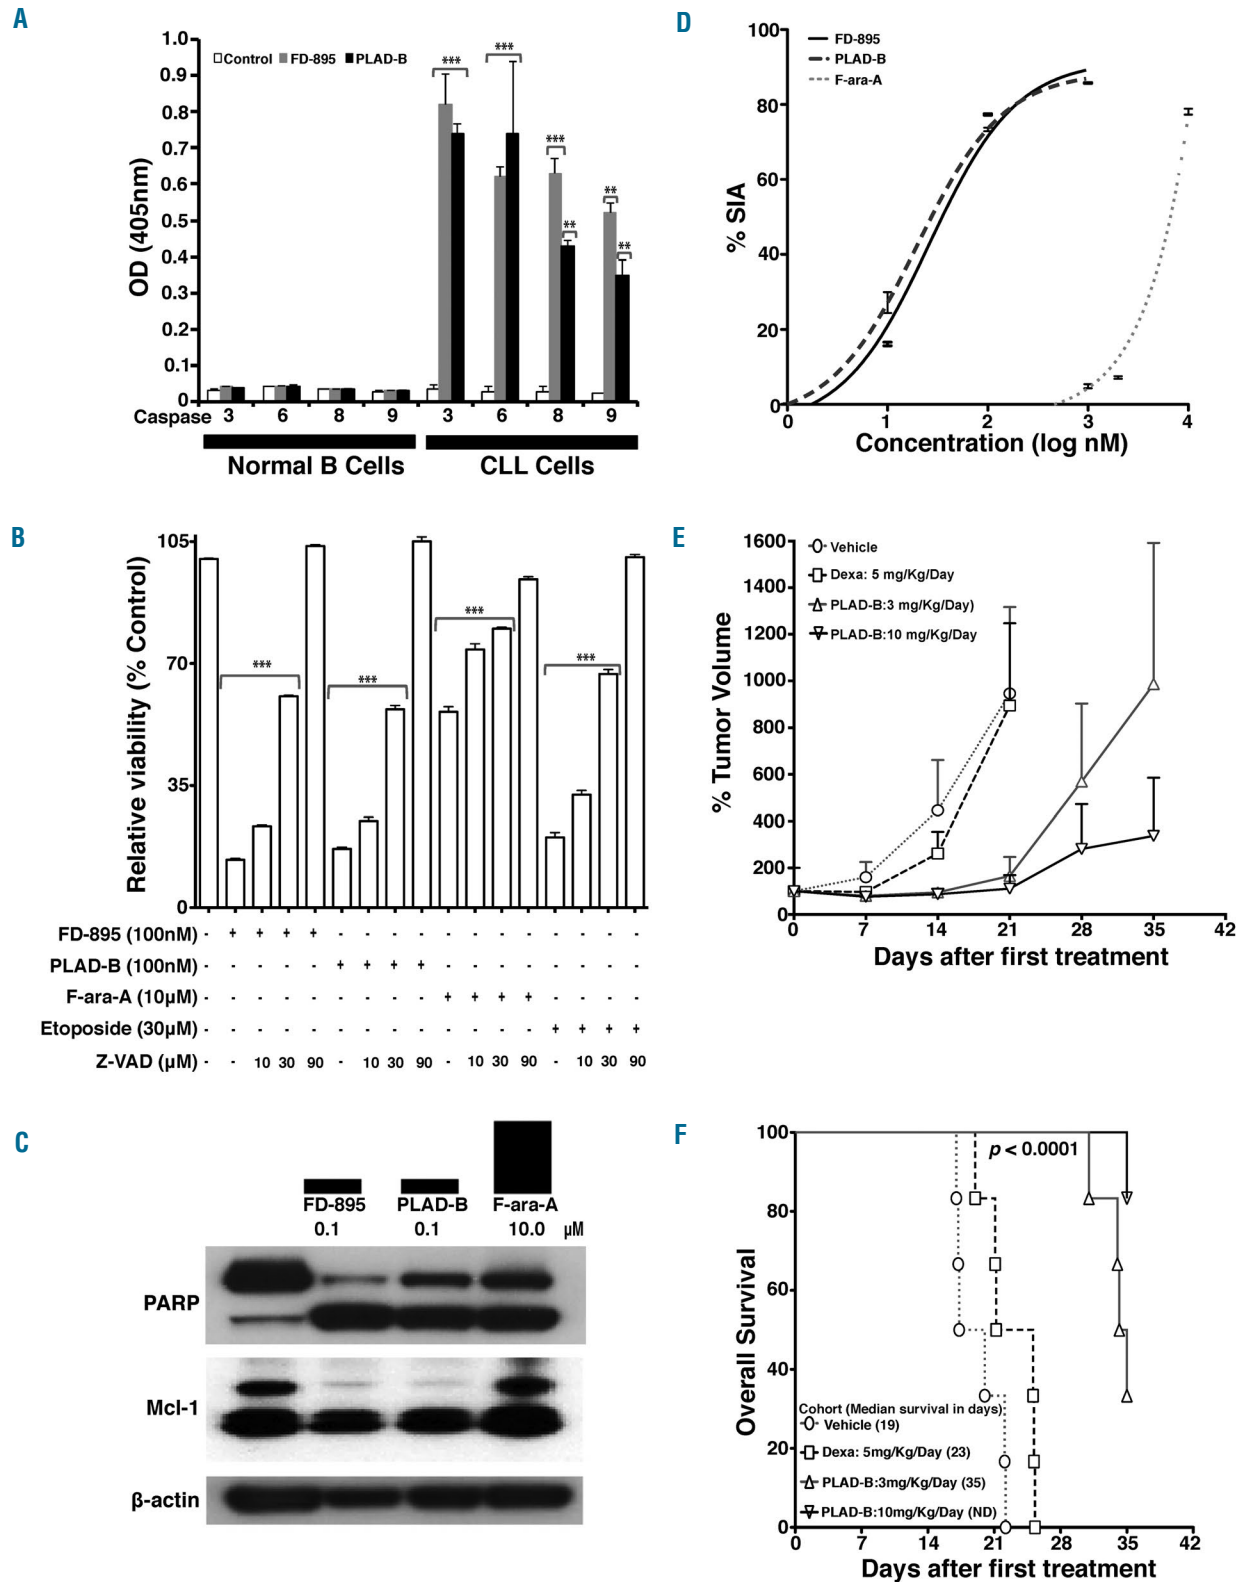 A
1.0
0.9
0.8
0.7
0.6
0.5
0.4
0.3
0.2
0.1
0
OD (405nm)
Control FD-895 PLAD-B
*** *** *** ** ** **
Caspase 3 6 8 9 3 6 8 9
Normal B Cells CLL Cells
D
100
80
60
40
20
0
% SIA
FD-895
PLAD-B
F-ara-A
0 1 2 3 4
Concentration (log nM)
B
105
70
35
0
Relative viability (% Control)
*** *** *** ***
FD-895 (100nM) - + + + + - - - - - - - - - - - -
PLAD-B (100nM) - - - - - + + + + - - - - - - - -
F-ara-A (10µM) - - - - - - - - - + + + + - - - -
Etoposide (30µM) - - - - - - - - - - - - - + + + +
Z-VAD (µM) - - 10 30 90 - 10 30 90 - 10 30 90 - 10 30 90
E
1600
1400
1200
1000
800
600
400
200
0
% Tumor Volume
Vehicle
Dexa: 5 mg/Kg/Day
PLAD-B:3 mg/Kg/Day)
PLAD-B:10 mg/Kg/Day
0 7 14 21 28 35 42
Days after first treatment
C
FD-895 PLAD-B F-ara-A
0.1 0.1 10.0 µM
PARP
Mcl-1
β-actin
F
100
80
60
40
20
0
Overall Survival
p < 0.0001
Cohort (Median survival in days)
Vehicle (19)
Dexa: 5mg/Kg/Day (23)
PLAD-B:3mg/Kg/Day (35)
PLAD-B:10mg/Kg/Day (ND)
0 7 14 21 28 35 42
Days after first treatment